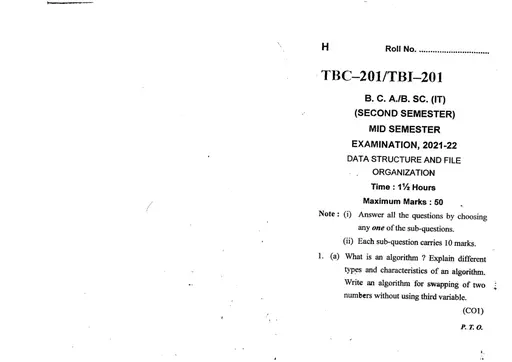 H Roll No. ................................
TBC–201/TBI–201
B. C. A./B. SC. (IT)
(SECOND SEMESTER)
MID SEMESTER
EXAMINATION, 2021-22
DATA STRUCTURE AND FILE
ORGANIZATION
Time : 1½ Hours
Maximum Marks : 50
Note : (i) Answer all the questions by choosing
any one of the sub-questions.
(ii) Each sub-question carries 10 marks.
1. (a) What is an algorithm ? Explain different
types and characteristics of an algorithm.
Write an algorithm for swapping of two
numbers without using third variable.
(CO1)
P. T. O.